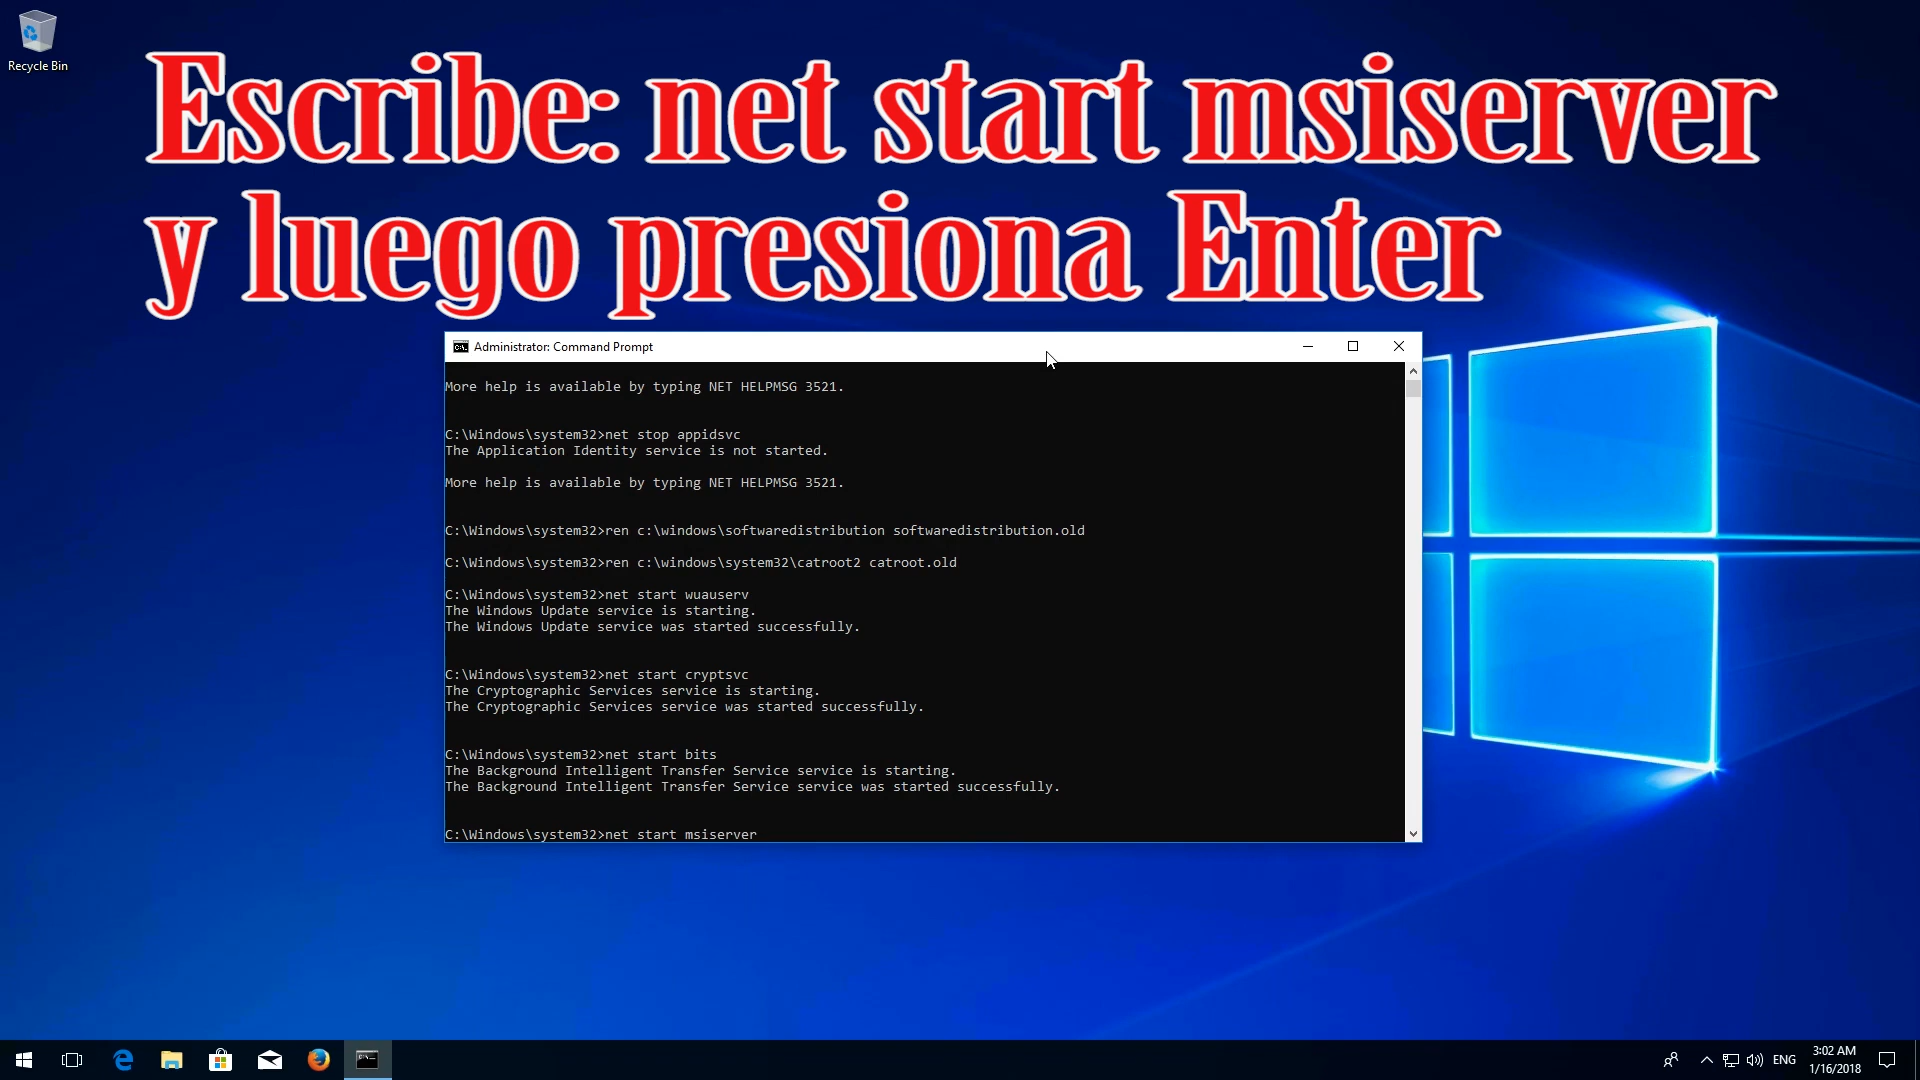 Recycle Bin
Escribe: net start msiserver
y luego presiona Enter
Administrator: Command Prompt
More help is available by typing NET HELPMSG 3521.
C:\Windows\system32>net stop appidsvc
The Application Identity service is not started.
More help is available by typing NET HELPMSG 3521.
C:\Windows\system32>ren c:\windows\softwaredistribution softwaredistribution.old
C:\Windows\system32>ren c:\windows\system32\catroot2 catroot.old
C:\Windows\system32>net start wuauserv
The Windows Update service is starting.
The Windows Update service was started successfully.
C:\Windows\system32>net start cryptsvc
The Cryptographic Services service is starting.
The Cryptographic Services service was started successfully.
C:\Windows\system32>net start bits
The Background Intelligent Transfer Service service is starting.
The Background Intelligent Transfer Service service was started successfully.
C:\Windows\system32>net start msiserver
ENG
3:02 AM
1/16/2018